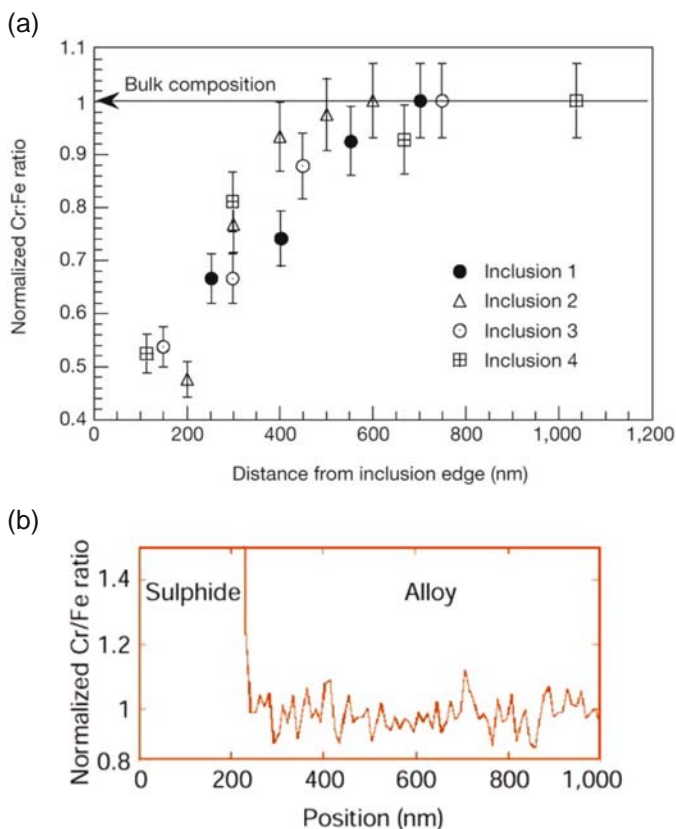 (a)
1.1
Bulk composition
1
0.9
0.8
0.7
0.6
0.5
0.4
Normalized Cr:Fe ratio
Inclusion 1
Inclusion 2
Inclusion 3
Inclusion 4
0 200 400 600 800 1,000 1,200
Distance from inclusion edge (nm)
(b)
Normalized Cr/Fe ratio
1.4
1.2
1
0.8
Sulphide Alloy
0 200 400 600 800 1,000
Position (nm)